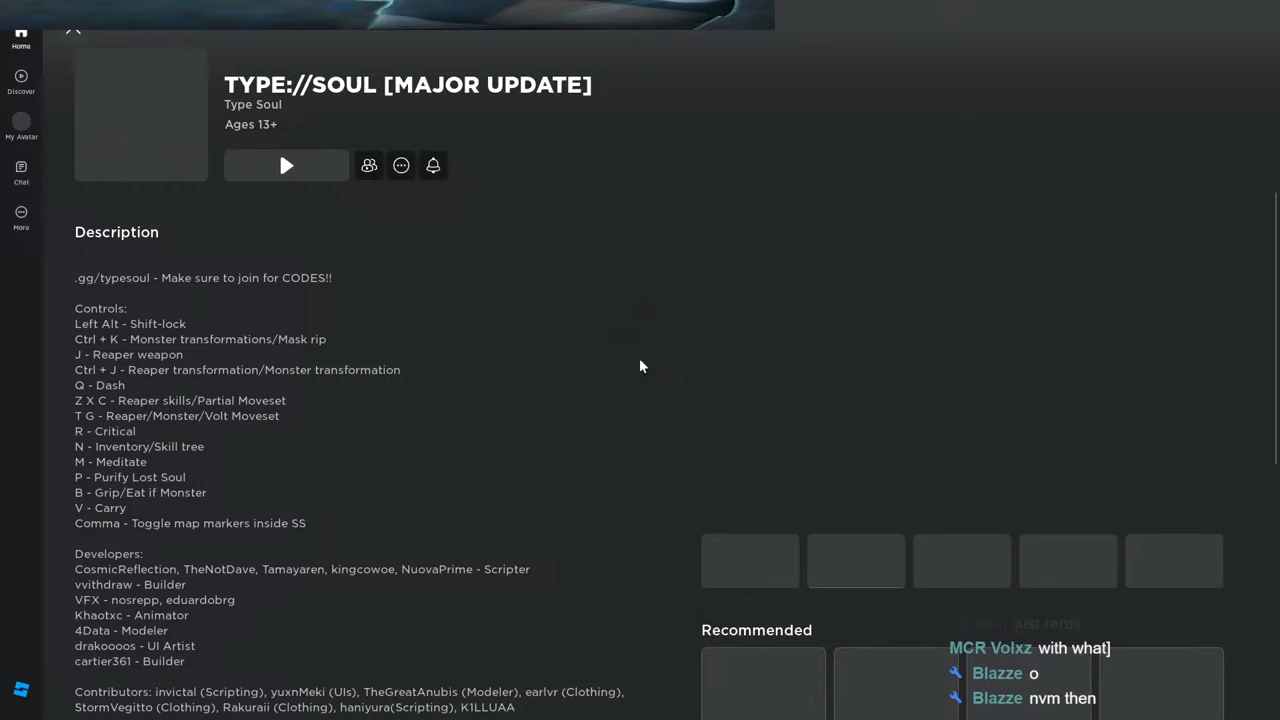 Home
Discover
My Avatar
Chat
More
TYPE://SOUL [MAJOR UPDATE]
Type Soul
Ages 13+
Description
.gg/typesoul - Make sure to join for CODES!!
Controls:
Left Alt - Shift-lock
Ctrl + K - Monster transformations/Mask rip
J - Reaper weapon
Ctrl + J - Reaper transformation/Monster transformation
Q - Dash
Z X C - Reaper skills/Partial Moveset
T G - Reaper/Monster/Volt Moveset
R - Critical
N - Inventory/Skill tree
M - Meditate
P - Purify Lost Soul
B - Grip/Eat if Monster
V - Carry
Comma - Toggle map markers inside SS
Developers:
CosmicReflection, TheNotDave, Tamayaren, kingcowoe, NuovaPrime - Scripter
vvithdraw - Builder
VFX - nosrepp, eduardobrg
Khaotxc - Animator
4Data - Modeler
drakoooos - UI Artist
cartier361 - Builder
Contributors: invictal (Scripting), yuxnMeki (UIs), TheGreatAnubis (Modeler), earlvr (Clothing),
StormVegitto (Clothing), Rakuraii (Clothing), haniyura(Scripting), K1LLUAA
Recommended
just reroll
MCR Volxz with what]
Blazze o
Blazze nvm then